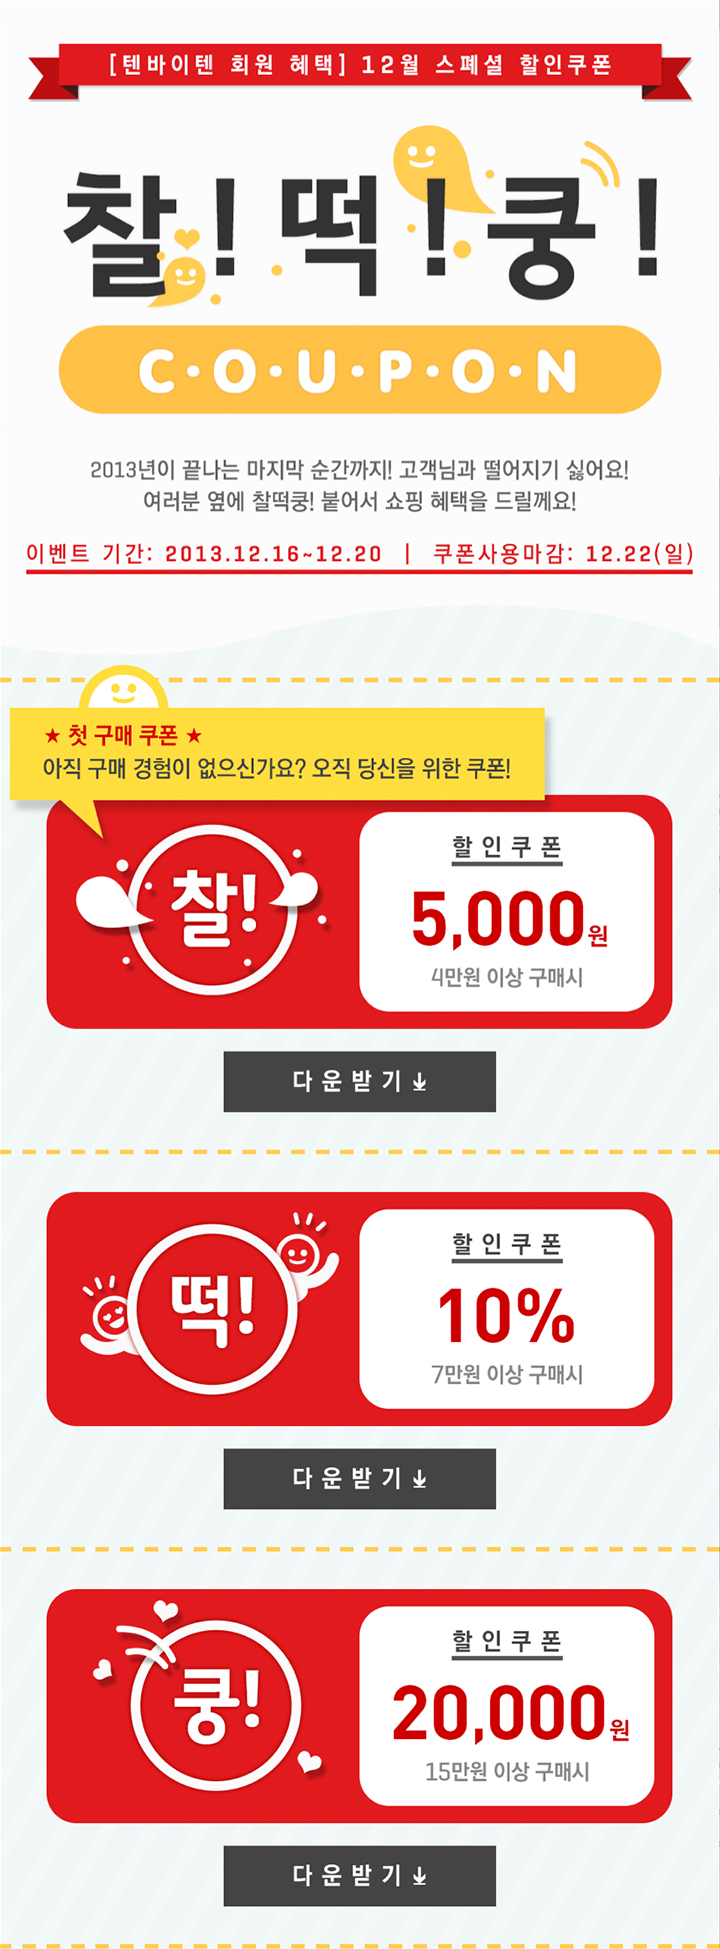 [텐바이텐 회원 혜택] 12월 스페셜 할인쿠폰
찰! 떡! 쿵!
C·O·U·P·O·N
2013년이 끝나는 마지막 순간까지! 고객님과 떨어지기 싫어요!
여러분 옆에 찰떡쿵! 붙어서 쇼핑 혜택을 드릴께요!
이벤트 기간: 2013.12.16~12.20 | 쿠폰사용마감: 12.22(일)
★ 첫 구매 쿠폰 ★
아직 구매 경험이 없으신가요? 오직 당신을 위한 쿠폰!
찰!
할인쿠폰
5,000원
4만원 이상 구매시
다운받기
떡!
할인쿠폰
10%
7만원 이상 구매시
다운받기
쿵!
할인쿠폰
20,000원
15만원 이상 구매시
다운받기